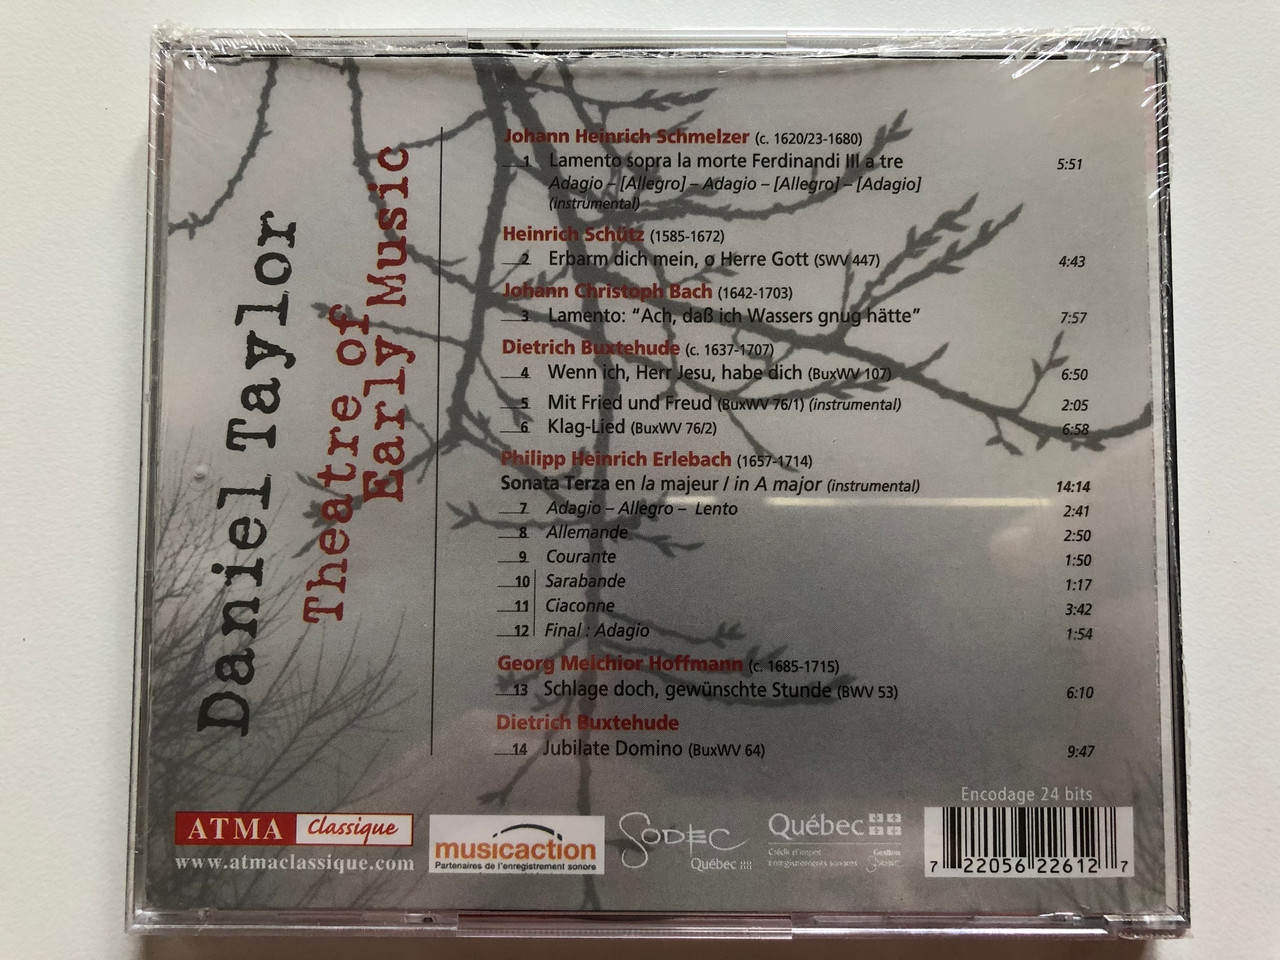 Daniel Taylor
Theatre of
Early Music
Johann Heinrich Schmelzer (c. 1620/23-1680)
1 Lamento sopra la morte Ferdinandi III a tre 5:51
Adagio – [Allegro] – Adagio – [Allegro] – [Adagio]
(instrumental)
Heinrich Schütz (1585-1672)
2 Erbarm dich mein, o Herre Gott (SWV 447) 4:43
Johann Christoph Bach (1642-1703)
3 Lamento: “Ach, daß ich Wassers gnug hätte” 7:57
Dietrich Buxtehude (c. 1637-1707)
4 Wenn ich, Herr Jesu, habe dich (BuxWV 107) 6:50
5 Mit Fried und Freud (BuxWV 76/1) (instrumental) 2:05
6 Klag-Lied (BuxWV 76/2) 6:58
Philipp Heinrich Erlebach (1657-1714)
Sonata Terza en la majeur / in A major (instrumental) 14:14
7 Adagio – Allegro – Lento 2:41
8 Allemande 2:50
9 Courante 1:50
10 Sarabande 1:17
11 Ciaconne 3:42
12 Final : Adagio 1:54
Georg Melchior Hoffmann (c. 1685-1715)
13 Schlage doch, gewünschte Stunde (BWV 53) 6:10
Dietrich Buxtehude
14 Jubilate Domino (BuxWV 64) 9:47
Encodage 24 bits
ATMA Classique
www.atmaclassique.com
musicaction
Partenaires de l'enregistrement sonore
SODEC
Québec
Québec
Crédit d'impôt
Enregistrements sonores
Gestion
SODEC
7 22056 22612 7